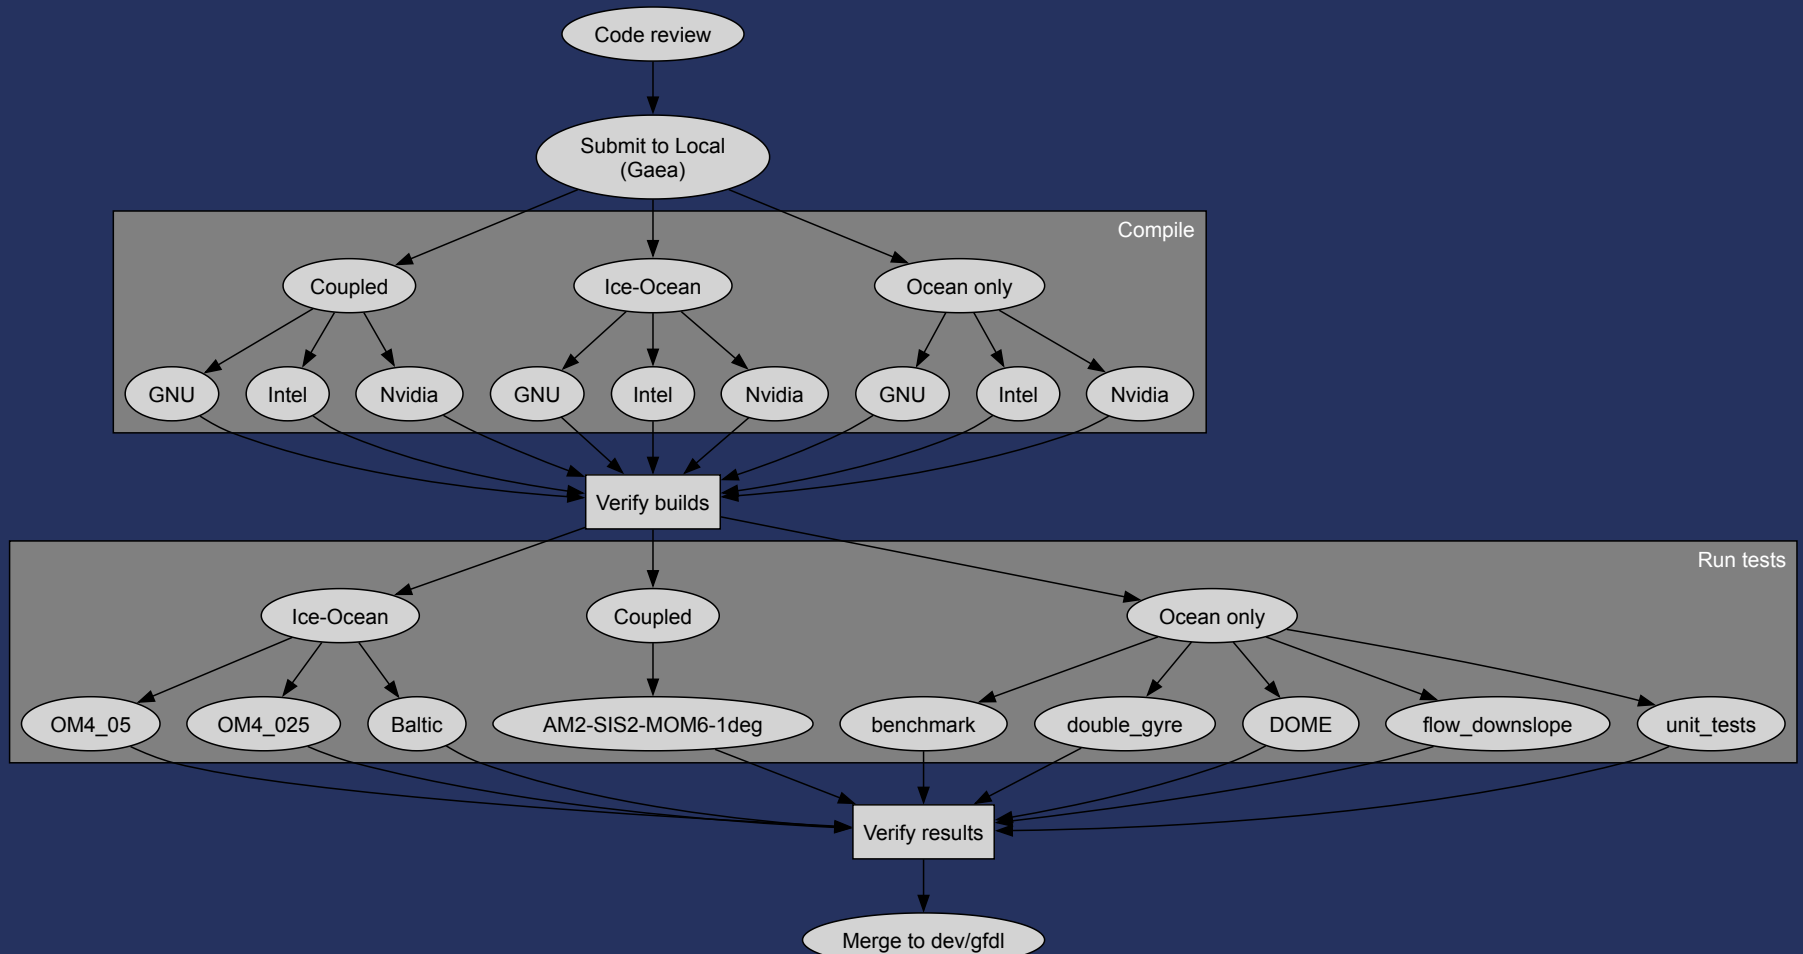 Code review
Submit to Local
(Gaea)
Compile
Coupled
Ice-Ocean
Ocean only
GNU
Intel
Nvidia
GNU
Intel
Nvidia
GNU
Intel
Nvidia
Verify builds
Run tests
Ice-Ocean
Coupled
Ocean only
OM4_05
OM4_025
Baltic
AM2-SIS2-MOM6-1deg
benchmark
double_gyre
DOME
flow_downslope
unit_tests
Verify results
Merge to dev/gfdl